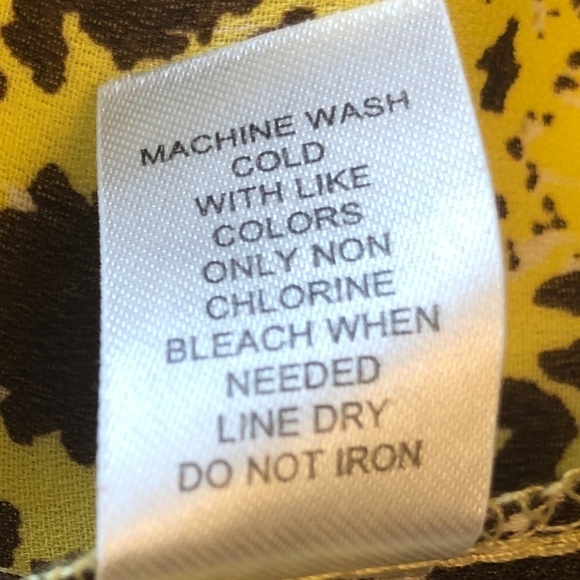 MACHINE WASH
COLD
WITH LIKE
COLORS
ONLY NON
CHLORINE
BLEACH WHEN
NEEDED
LINE DRY
DO NOT IRON